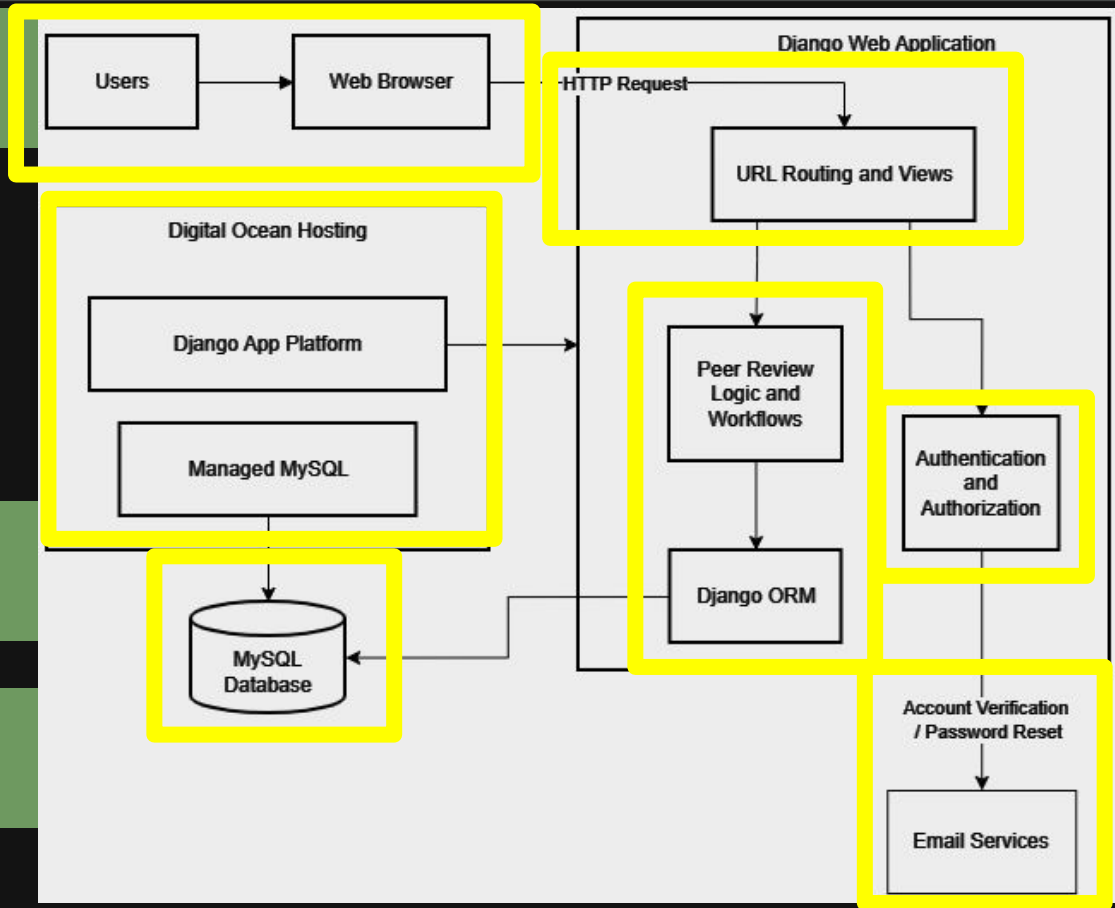 Users
Web Browser
Django Web Application
HTTP Request
URL Routing and Views
Digital Ocean Hosting
Django App Platform
Managed MySQL
Peer Review
Logic and
Workflows
Authentication
and
Authorization
Django ORM
MySQL
Database
Account Verification
/ Password Reset
Email Services